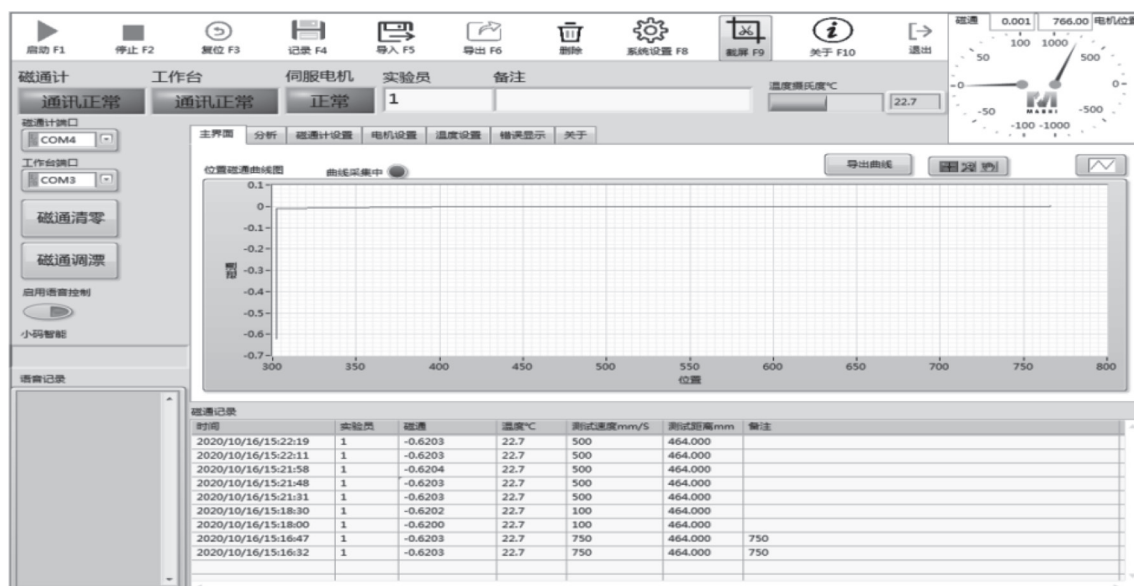 启动 F1 停止 F2 复位 F3 记录 F4 导入 F5 导出 F6 删除 系统设置 F8 截屏 F9 关于 F10 退出
磁通 0.001 766.00 电机位置
磁通计 工作台 伺服电机 实验员 备注
通讯正常 通讯正常 正常 1
温度摄氏度℃
22.7
100 1000
50 500
0 0
-50 -500
-100 -1000
磁通计端口
COM4
工作台端口
COM3
磁通清零
磁通调漂
启用语音控制
小码智能
语音记录
主界面 分析 磁通计设置 电机设置 温度设置 错误显示 关于
位置磁通曲线图 曲线采集中 导出曲线
0.1
0
-0.1
-0.2
-0.3
-0.4
-0.5
-0.6
-0.7
磁通
300 350 400 450 500 550 600 650 700 750 800
位置
磁通记录
时间 实验员 磁通 温度℃ 测试速度mm/S 测试距离mm 备注
2020/10/16/15:22:19 1 -0.6203 22.7 500 464.000
2020/10/16/15:22:11 1 -0.6203 22.7 500 464.000
2020/10/16/15:21:58 1 -0.6204 22.7 500 464.000
2020/10/16/15:21:48 1 -0.6203 22.7 500 464.000
2020/10/16/15:21:31 1 -0.6203 22.7 500 464.000
2020/10/16/15:18:30 1 -0.6202 22.7 100 464.000
2020/10/16/15:18:00 1 -0.6200 22.7 100 464.000
2020/10/16/15:16:47 1 -0.6203 22.7 750 464.000 750
2020/10/16/15:16:32 1 -0.6203 22.7 750 464.000 750